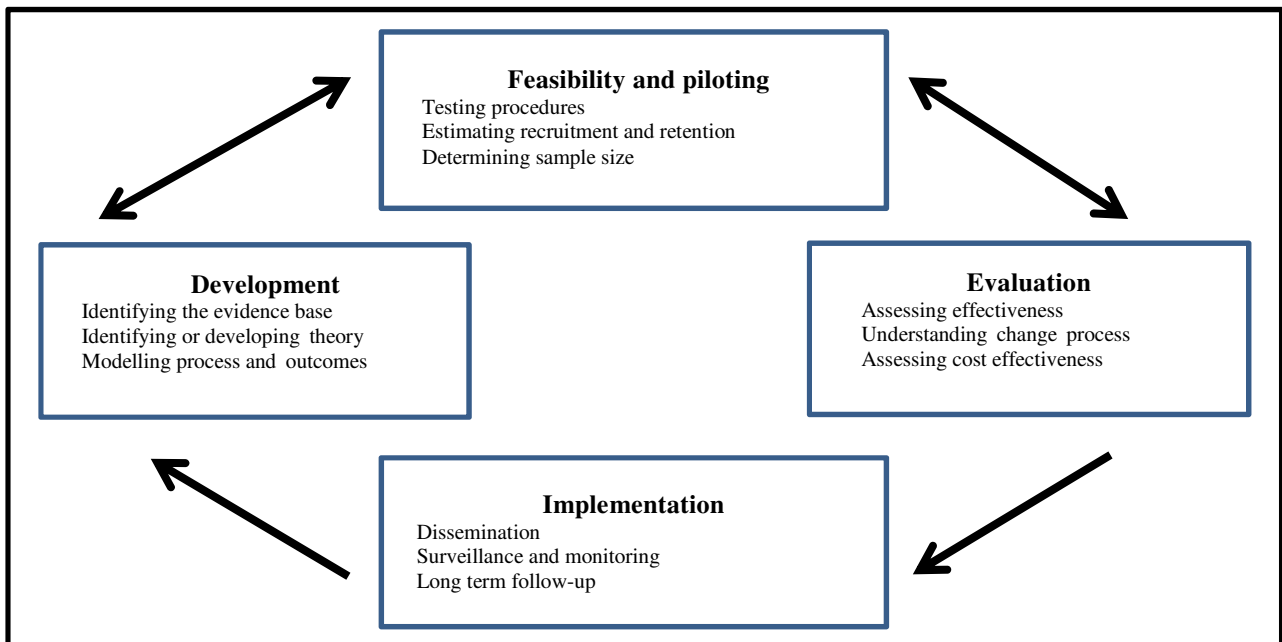 Feasibility and piloting
Testing procedures
Estimating recruitment and retention
Determining sample size
Development
Identifying the evidence base
Identifying or developing theory
Modelling process and outcomes
Evaluation
Assessing effectiveness
Understanding change process
Assessing cost effectiveness
Implementation
Dissemination
Surveillance and monitoring
Long term follow-up